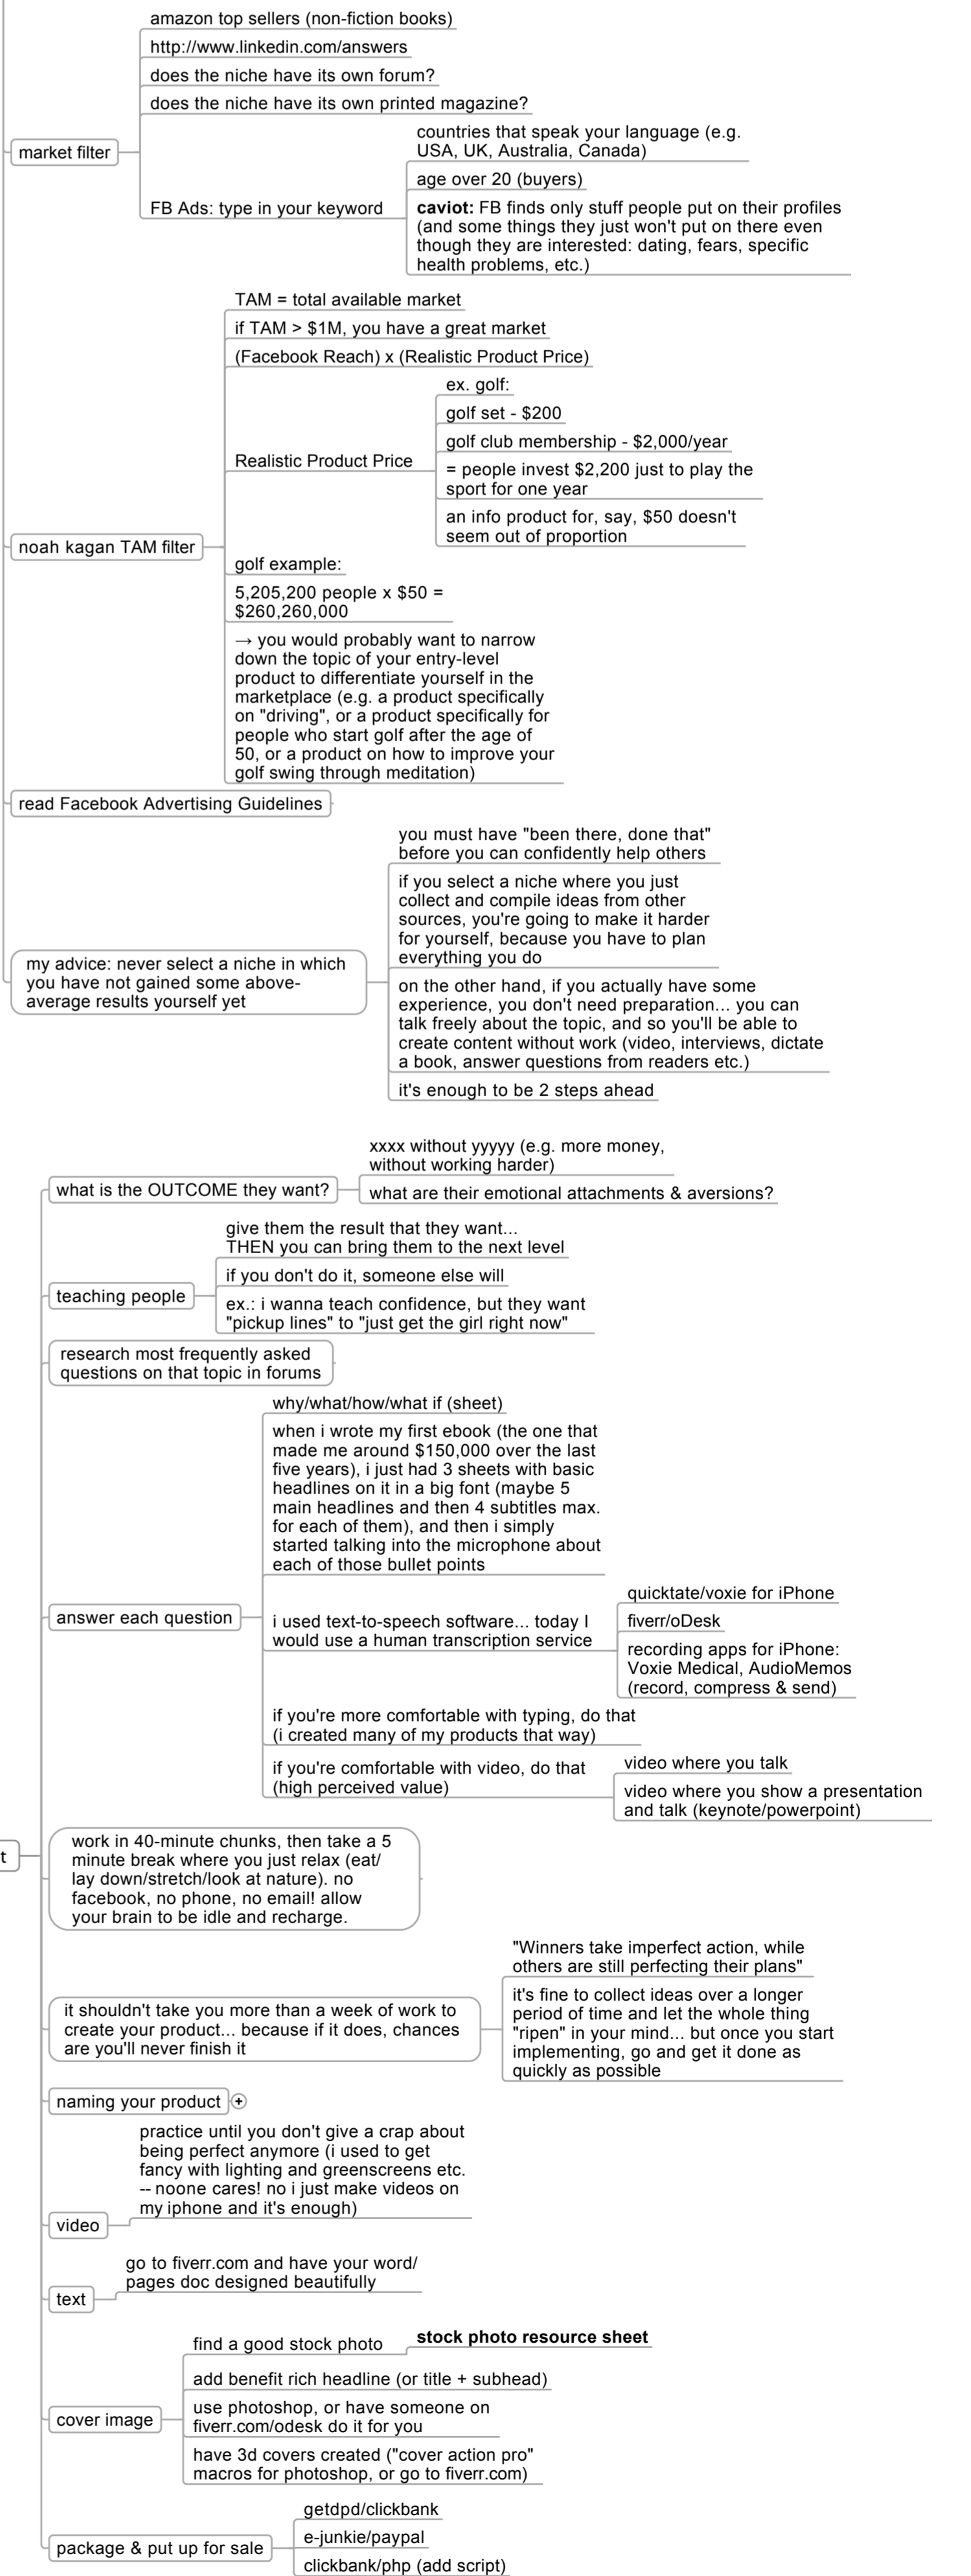 amazon top sellers (non-fiction books)
http://www.linkedin.com/answers
does the niche have its own forum?
does the niche have its own printed magazine?
market filter
countries that speak your language (e.g.
USA, UK, Australia, Canada)
age over 20 (buyers)
FB Ads: type in your keyword
caviot: FB finds only stuff people put on their profiles
(and some things they just won't put on there even
though they are interested: dating, fears, specific
health problems, etc.)
TAM = total available market
if TAM > $1M, you have a great market
(Facebook Reach) x (Realistic Product Price)
ex. golf:
golf set - $200
golf club membership - $2,000/year
Realistic Product Price
= people invest $2,200 just to play the
sport for one year
an info product for, say, $50 doesn't
seem out of proportion
noah kagan TAM filter
golf example:
5,205,200 people x $50 =
$260,260,000
→ you would probably want to narrow
down the topic of your entry-level
product to differentiate yourself in the
marketplace (e.g. a product specifically
on "driving", or a product specifically for
people who start golf after the age of
50, or a product on how to improve your
golf swing through meditation)
read Facebook Advertising Guidelines
you must have "been there, done that"
before you can confidently help others
if you select a niche where you just
collect and compile ideas from other
sources, you're going to make it harder
for yourself, because you have to plan
everything you do
my advice: never select a niche in which
you have not gained some above-
average results yourself yet
on the other hand, if you actually have some
experience, you don't need preparation... you can
talk freely about the topic, and so you'll be able to
create content without work (video, interviews, dictate
a book, answer questions from readers etc.)
it's enough to be 2 steps ahead
xxxx without yyyyy (e.g. more money,
without working harder)
what is the OUTCOME they want?
what are their emotional attachments & aversions?
give them the result that they want...
THEN you can bring them to the next level
if you don't do it, someone else will
teaching people
ex.: i wanna teach confidence, but they want
"pickup lines" to "just get the girl right now"
research most frequently asked
questions on that topic in forums
why/what/how/what if (sheet)
when i wrote my first ebook (the one that
made me around $150,000 over the last
five years), i just had 3 sheets with basic
headlines on it in a big font (maybe 5
main headlines and then 4 subtitles max.
for each of them), and then i simply
started talking into the microphone about
each of those bullet points
quicktate/voxie for iPhone
answer each question
i used text-to-speech software... today I
would use a human transcription service
fiverr/oDesk
recording apps for iPhone:
Voxie Medical, AudioMemos
(record, compress & send)
if you're more comfortable with typing, do that
(i created many of my products that way)
if you're comfortable with video, do that
(high perceived value)
video where you talk
video where you show a presentation
and talk (keynote/powerpoint)
t
work in 40-minute chunks, then take a 5
minute break where you just relax (eat/
lay down/stretch/look at nature). no
facebook, no phone, no email! allow
your brain to be idle and recharge.
"Winners take imperfect action, while
others are still perfecting their plans"
it shouldn't take you more than a week of work to
create your product... because if it does, chances
are you'll never finish it
it's fine to collect ideas over a longer
period of time and let the whole thing
"ripen" in your mind... but once you start
implementing, go and get it done as
quickly as possible
naming your product
practice until you don't give a crap about
being perfect anymore (i used to get
fancy with lighting and greenscreens etc.
-- noone cares! no i just make videos on
my iphone and it's enough)
video
go to fiverr.com and have your word/
pages doc designed beautifully
text
find a good stock photo
stock photo resource sheet
add benefit rich headline (or title + subhead)
cover image
use photoshop, or have someone on
fiverr.com/odesk do it for you
have 3d covers created ("cover action pro"
macros for photoshop, or go to fiverr.com)
getdpd/clickbank
e-junkie/paypal
package & put up for sale
clickbank/php (add script)